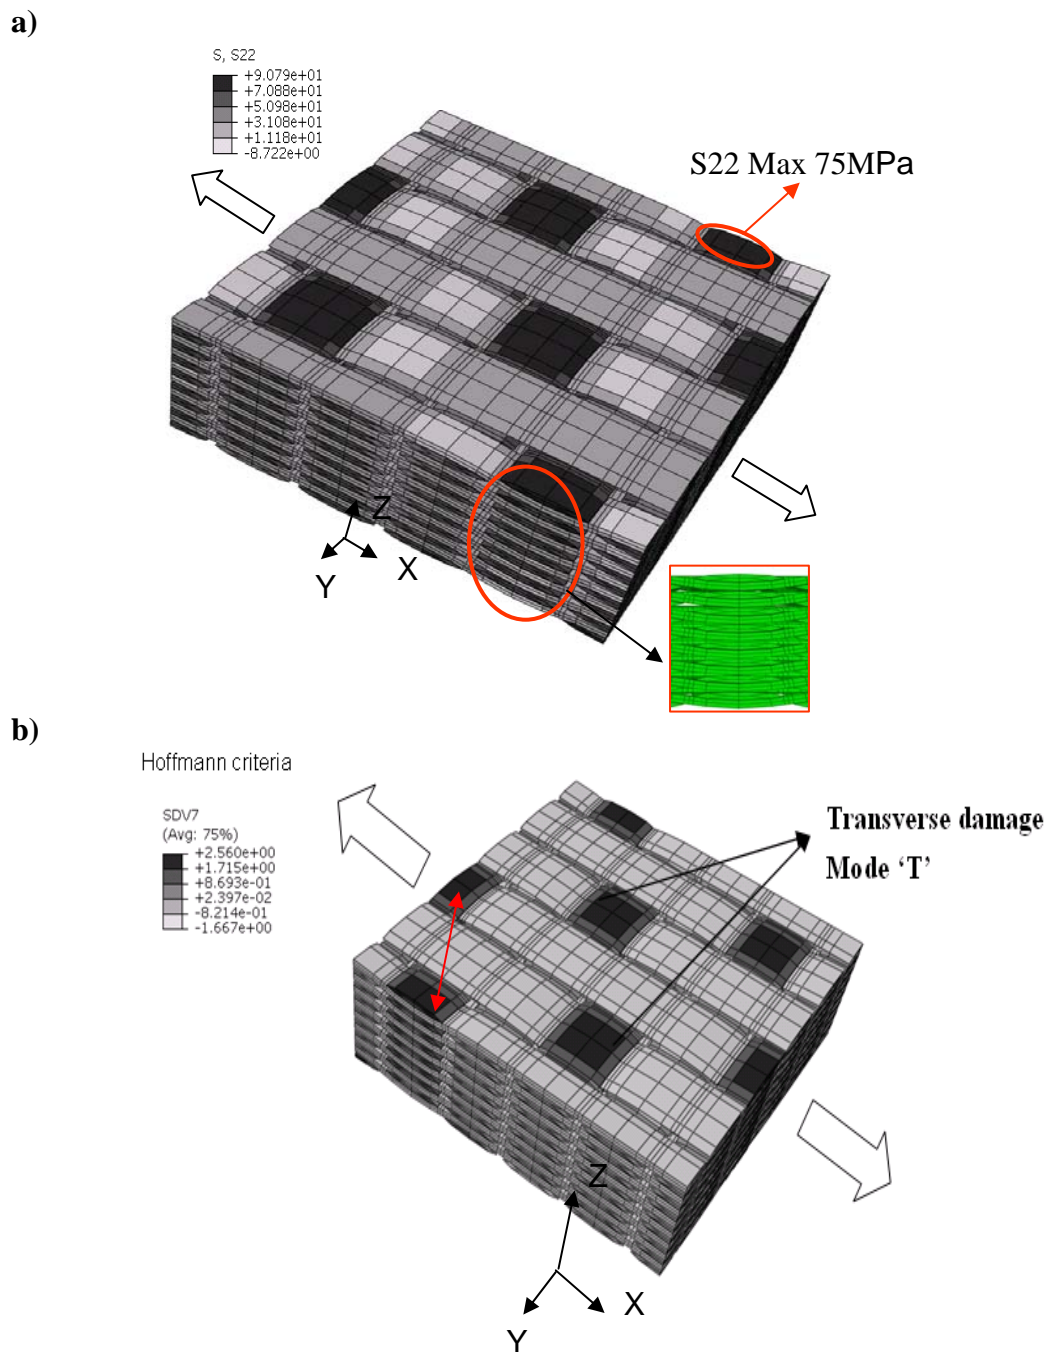 a)
S, S22
+9.079e+01
+7.088e+01
+5.098e+01
+3.108e+01
+1.118e+01
-8.722e+00
S22 Max 75MPa
Z
Y
X
b)
Hoffmann criteria
SDV7
(Avg: 75%)
+2.560e+00
+1.715e+00
+8.693e-01
+2.397e-02
-8.214e-01
-1.667e+00
Transverse damage
Mode ‘T’
Z
X
Y